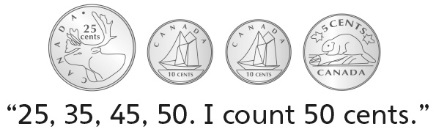 25 cents
CANADA
CANADA
10 CENTS
CANADA
10 CENTS
5 CENTS
CANADA
“25, 35, 45, 50. I count 50 cents.”